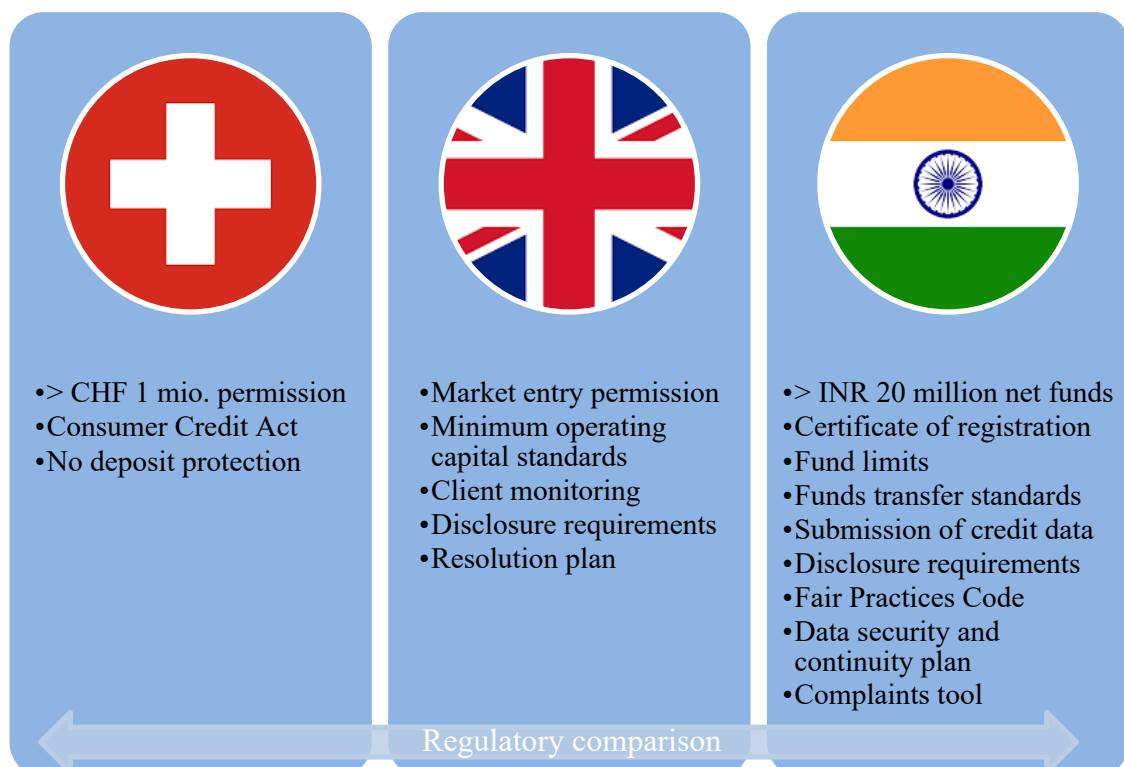 •> CHF 1 mio. permission
•Consumer Credit Act
•No deposit protection
•Market entry permission
•Minimum operating
capital standards
•Client monitoring
•Disclosure requirements
•Resolution plan
•> INR 20 million net funds
•Certificate of registration
•Fund limits
•Funds transfer standards
•Submission of credit data
•Disclosure requirements
•Fair Practices Code
•Data security and
continuity plan
•Complaints tool
Regulatory comparison